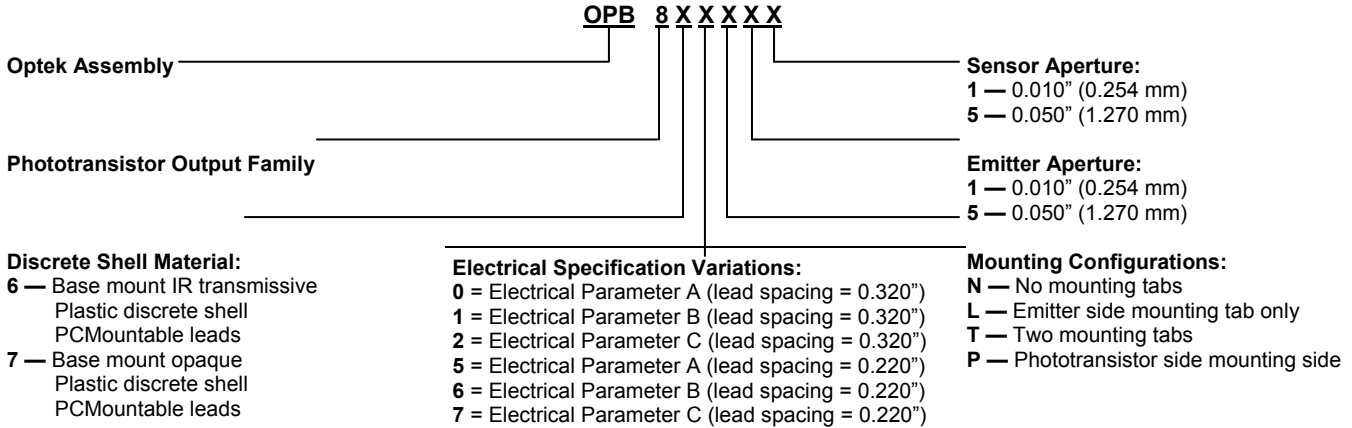 OPB 8 X X X X X
Optek Assembly
Phototransistor Output Family
Discrete Shell Material:
6 — Base mount IR transmissive
Plastic discrete shell
PCMountable leads
7 — Base mount opaque
Plastic discrete shell
PCMountable leads
Electrical Specification Variations:
0 = Electrical Parameter A (lead spacing = 0.320”)
1 = Electrical Parameter B (lead spacing = 0.320”)
2 = Electrical Parameter C (lead spacing = 0.320”)
5 = Electrical Parameter A (lead spacing = 0.220”)
6 = Electrical Parameter B (lead spacing = 0.220”)
7 = Electrical Parameter C (lead spacing = 0.220”)
Sensor Aperture:
1 — 0.010” (0.254 mm)
5 — 0.050” (1.270 mm)
Emitter Aperture:
1 — 0.010” (0.254 mm)
5 — 0.050” (1.270 mm)
Mounting Configurations:
N — No mounting tabs
L — Emitter side mounting tab only
T — Two mounting tabs
P — Phototransistor side mounting side